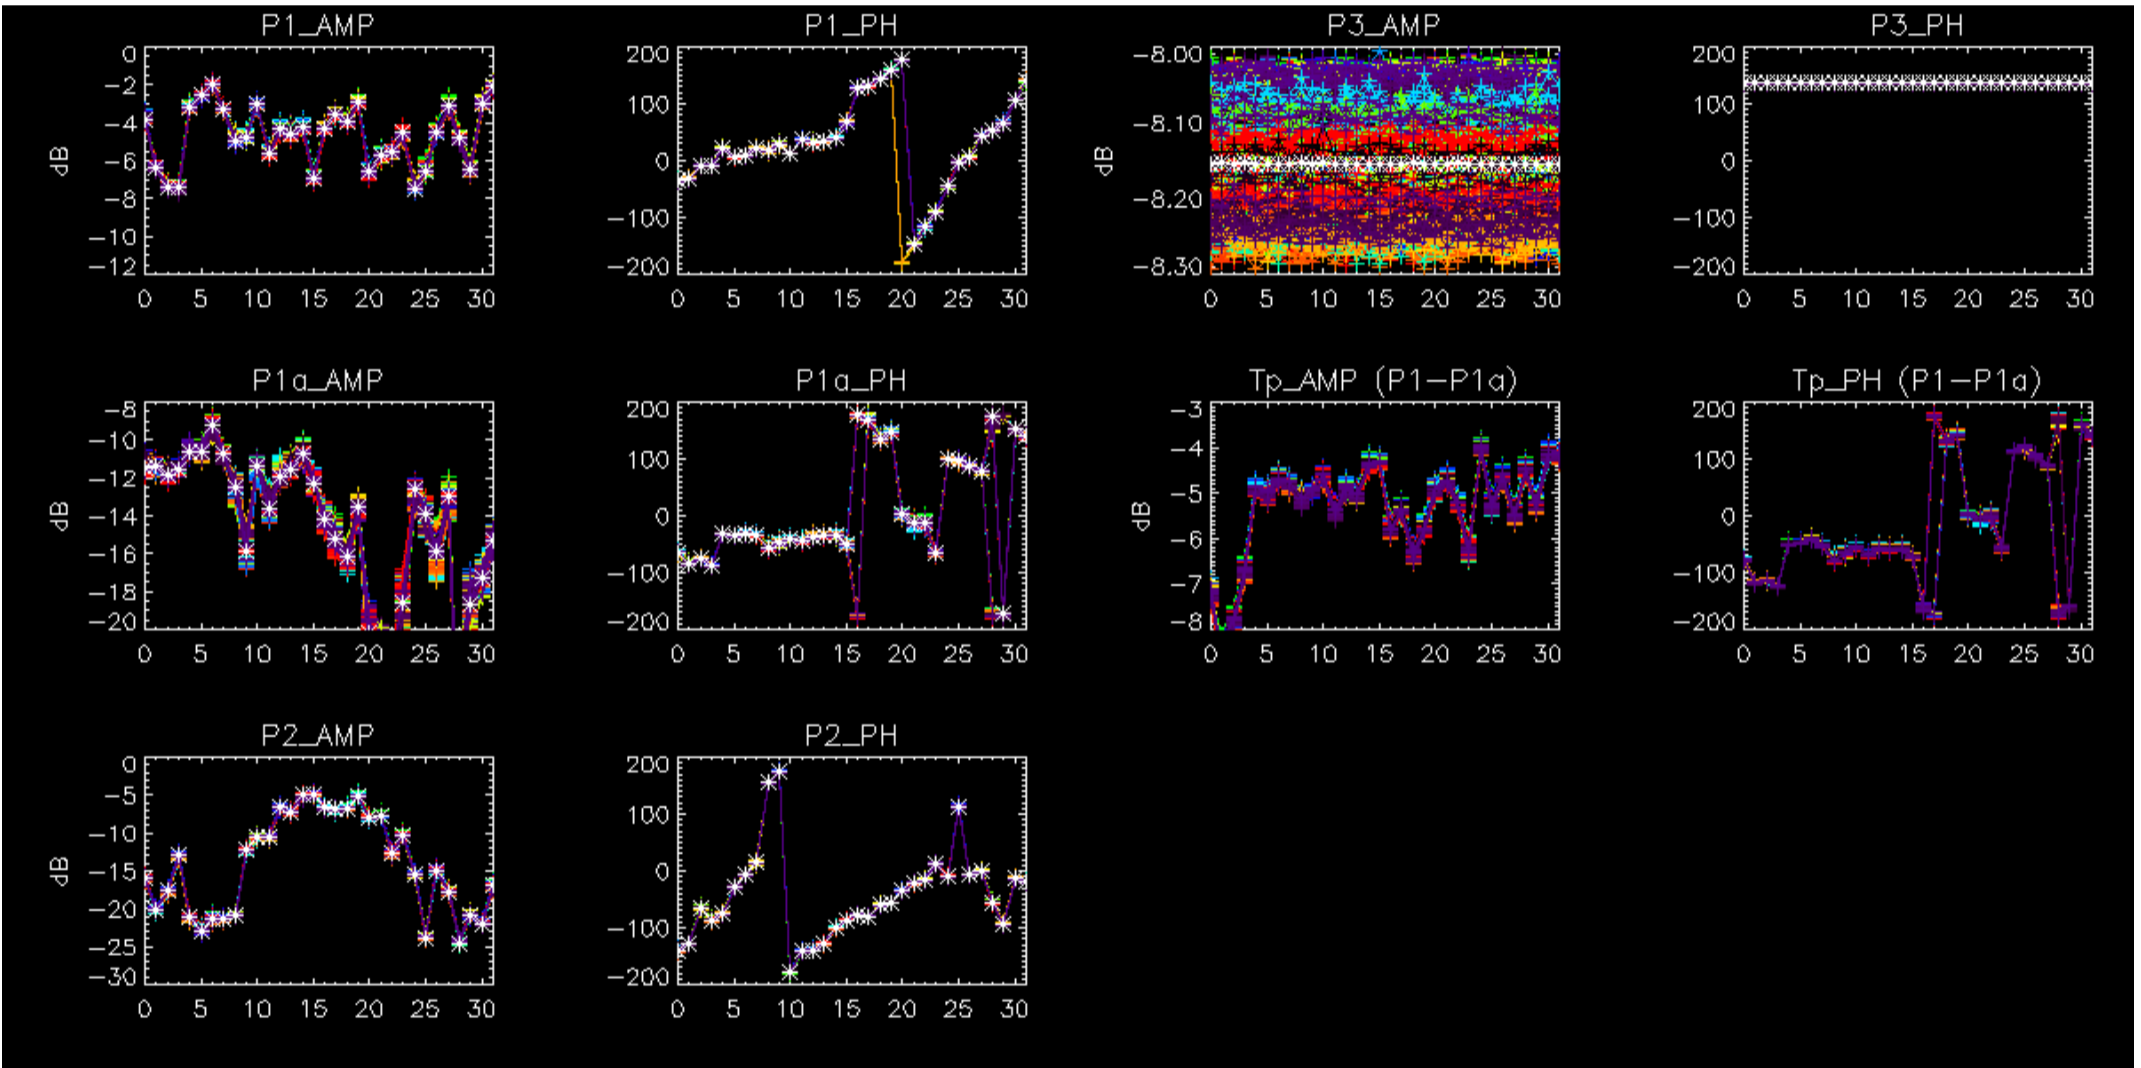 P1_AMP
P1_PH
P3_AMP
P3_PH
0
-2
-4
-6
-8
-10
-12
dB
0 5 10 15 20 25 30
200
100
0
-100
-200
0 5 10 15 20 25 30
-8.00
-8.10
-8.20
-8.30
dB
0 5 10 15 20 25 30
200
100
0
-100
-200
0 5 10 15 20 25 30
P1a_AMP
P1a_PH
Tp_AMP (P1-P1a)
Tp_PH (P1-P1a)
-8
-10
-12
-14
-16
-18
-20
dB
0 5 10 15 20 25 30
200
100
0
-100
-200
0 5 10 15 20 25 30
-3
-4
-5
-6
-7
-8
dB
0 5 10 15 20 25 30
200
100
0
-100
-200
0 5 10 15 20 25 30
P2_AMP
P2_PH
0
-5
-10
-15
-20
-25
-30
dB
0 5 10 15 20 25 30
200
100
0
-100
-200
0 5 10 15 20 25 30